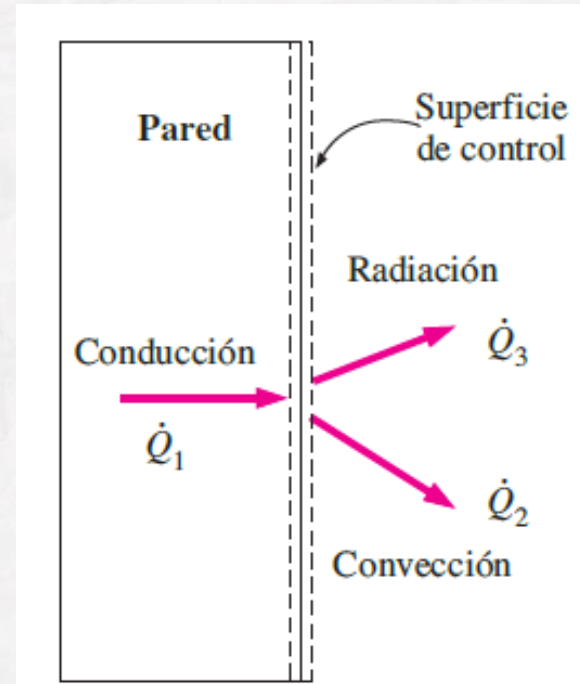 Pared
Superficie
de control
Radiación
Q̇₃
Conducción
Q̇₁
Q̇₂
Convección